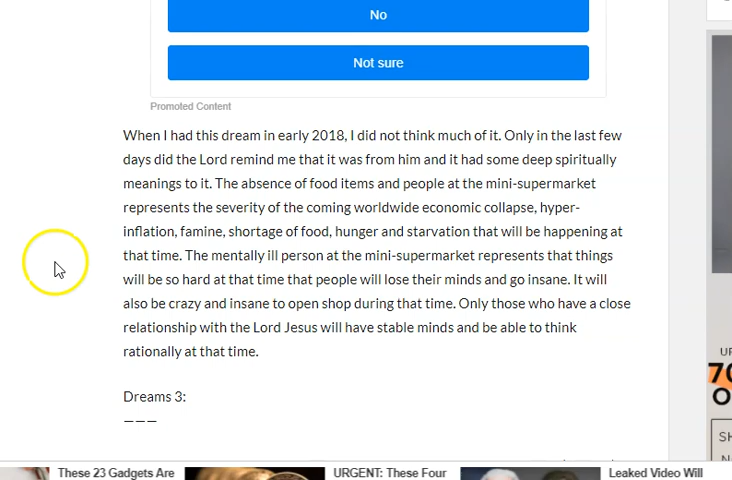 No
Not sure
Promoted Content
When I had this dream in early 2018, I did not think much of it. Only in the last few
days did the Lord remind me that it was from him and it had some deep spiritually
meanings to it. The absence of food items and people at the mini-supermarket
represents the severity of the coming worldwide economic collapse, hyper-
inflation, famine, shortage of food, hunger and starvation that will be happening at
that time. The mentally ill person at the mini-supermarket represents that things
will be so hard at that time that people will lose their minds and go insane. It will
also be crazy and insane to open shop during that time. Only those who have a close
relationship with the Lord Jesus will have stable minds and be able to think
rationally at that time.
Dreams 3:
———
These 23 Gadgets Are
URGENT: These Four
Leaked Video Will